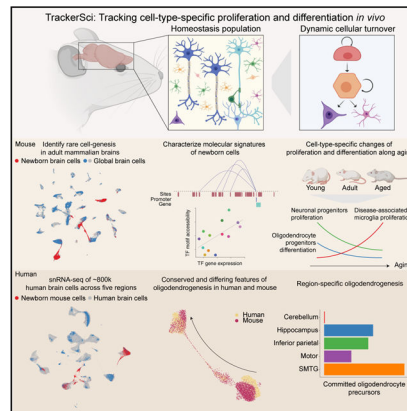 TrackerSci: Tracking cell-type-specific proliferation and differentiation in vivo
Homeostasis population
Dynamic cellular turnover
Mouse
Identify rare cell-genesis
in adult mammalian brains
Newborn brain cells
Global brain cells
Characterize molecular signatures
of newborn cells
Sites
Promoter
Gene
TF motif accessibility
TF gene expression
Cell-type-specific changes of
proliferation and differentiation along aging
Young
Adult
Aged
Neuronal progenitors
proliferation
Disease-associated
microglia proliferation
Oligodendrocyte
progenitors
differentiation
Aging
Human
snRNA-seq of ~800k
human brain cells across five regions
Newborn mouse cells
Human brain cells
Conserved and differing features of
oligodendrogenesis in human and mouse
Human
Mouse
Region-specific oligodendrogenesis
Cerebellum
Hippocampus
Inferior parietal
Motor
SMTG
Committed oligodendrocyte
precursors